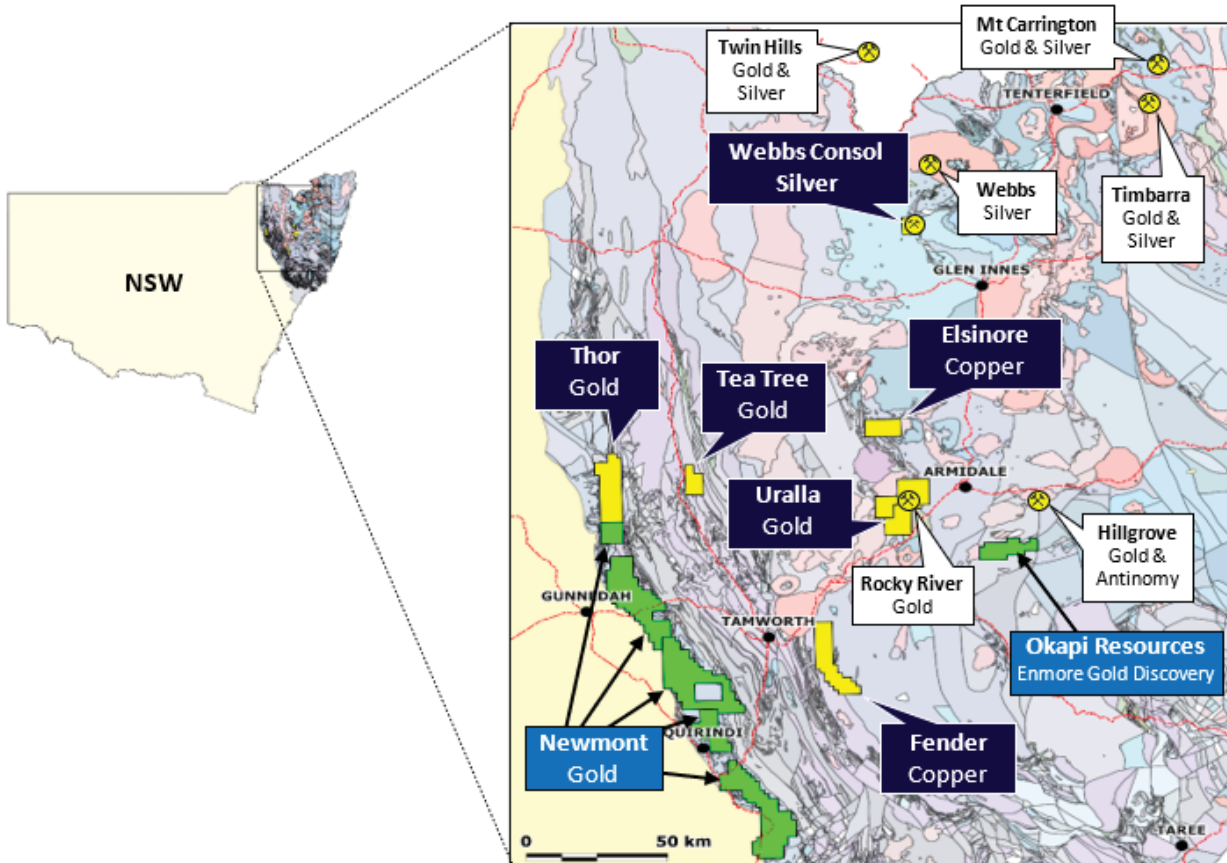 NSW
Twin Hills
Gold &
Silver
Mt Carrington
Gold & Silver
TENTERFIELD
Webbs Consol
Silver
Webbs
Silver
Timbarra
Gold &
Silver
GLEN INNES
Thor
Gold
Tea Tree
Gold
Elsinore
Copper
ARMIDALE
Uralla
Gold
Rocky River
Gold
Hillgrove
Gold &
Antinomy
GUNNEDAH
TAMWORTH
Okapi Resources
Enmore Gold Discovery
Newmont
Gold
QUIRINDI
Fender
Copper
TAREE
0 50 km